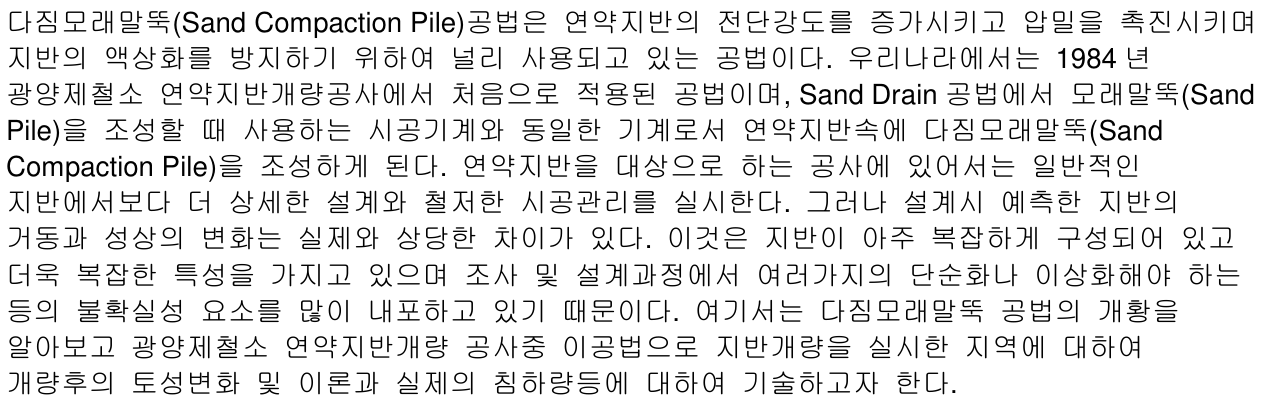 다짐모래말뚝(Sand Compaction Pile)공법은 연약지반의 전단강도를 증가시키고 압밀을 촉진시키며
지반의 액상화를 방지하기 위하여 널리 사용되고 있는 공법이다. 우리나라에서는 1984년
광양제철소 연약지반개량공사에서 처음으로 적용된 공법이며, Sand Drain 공법에서 모래말뚝(Sand
Pile)을 조성할 때 사용하는 시공기계와 동일한 기계로서 연약지반속에 다짐모래말뚝(Sand
Compaction Pile)을 조성하게 된다. 연약지반을 대상으로 하는 공사에 있어서는 일반적인
지반에서보다 더 상세한 설계와 철저한 시공관리를 실시한다. 그러나 설계시 예측한 지반의
거동과 성상의 변화는 실제와 상당한 차이가 있다. 이것은 지반이 아주 복잡하게 구성되어 있고
더욱 복잡한 특성을 가지고 있으며 조사 및 설계과정에서 여러가지의 단순화나 이상화해야 하는
등의 불확실성 요소를 많이 내포하고 있기 때문이다. 여기서는 다짐모래말뚝 공법의 개황을
알아보고 광양제철소 연약지반개량 공사중 이공법으로 지반개량을 실시한 지역에 대하여
개량후의 토성변화 및 이론과 실제의 침하량등에 대하여 기술하고자 한다.